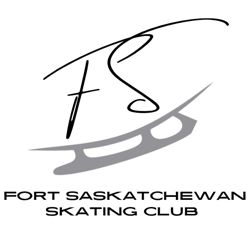 FS
FORT SASKATCHEWAN
SKATING CLUB